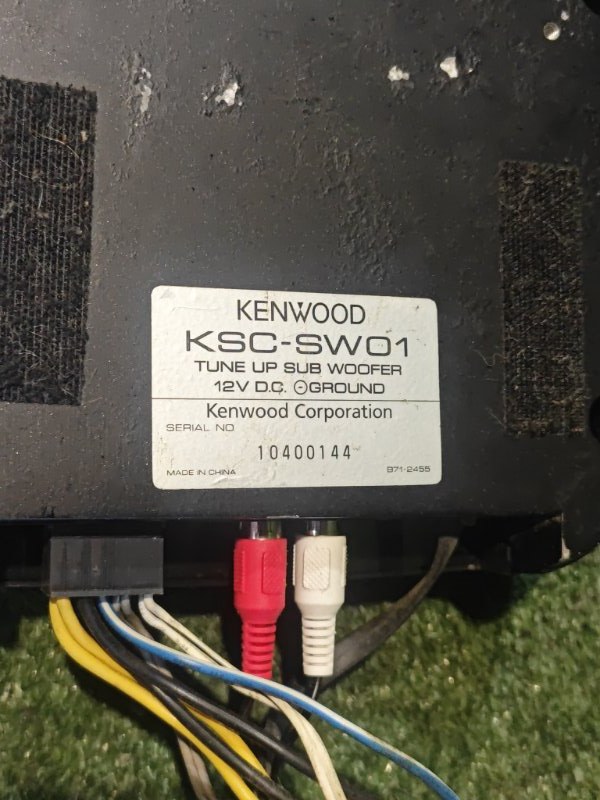 KENWOOD
KSC-SW01
TUNE UP SUB WOOFER
12V D.C. ⊖GROUND
Kenwood Corporation
SERIAL NO
10400144
MADE IN CHINA
B71-2455